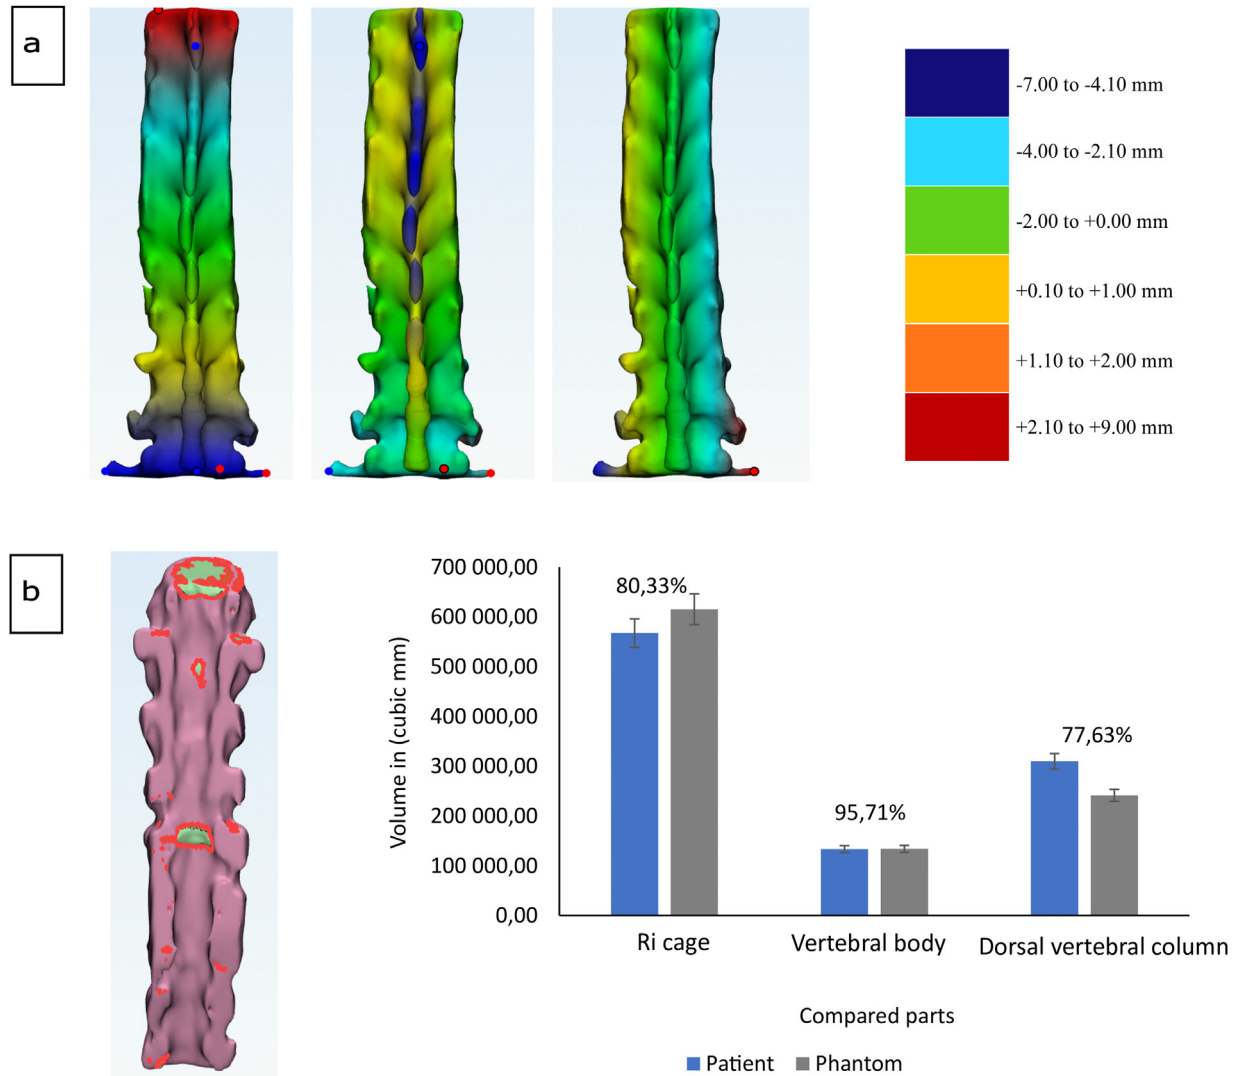 a
-7.00 to -4.10 mm
-4.00 to -2.10 mm
-2.00 to +0.00 mm
+0.10 to +1.00 mm
+1.10 to +2.00 mm
+2.10 to +9.00 mm
b
Volume in (cubic mm)
700 000,00
600 000,00
500 000,00
400 000,00
300 000,00
200 000,00
100 000,00
0,00
80,33%
95,71%
77,63%
Ri cage
Vertebral body
Dorsal vertebral column
Compared parts
Patient
Phantom